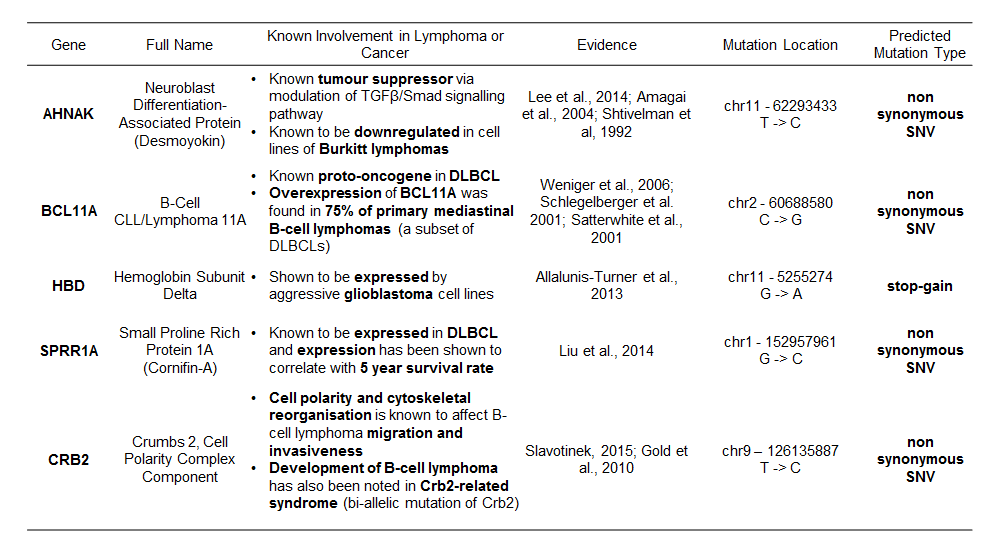 Gene Full Name Known Involvement in Lymphoma or Cancer Evidence Mutation Location Predicted Mutation Type
AHNAK
Neuroblast
Differentiation-
Associated Protein
(Desmoyokin)
• Known tumour suppressor via
modulation of TGFβ/Smad signalling
pathway
• Known to be downregulated in cell
lines of Burkitt lymphomas
Lee et al., 2014; Amagai
et al., 2004; Shtivelman et
al, 1992
chr11 - 62293433
T -> C
non
synonymous
SNV
BCL11A
B-Cell
CLL/Lymphoma 11A
• Known proto-oncogene in DLBCL
• Overexpression of BCL11A was
found in 75% of primary mediastinal
B-cell lymphomas (a subset of
DLBCLs)
Weniger et al., 2006;
Schlegelberger et al.
2001; Satterwhite et al.,
2001
chr2 - 60688580
C -> G
non
synonymous
SNV
HBD
Hemoglobin Subunit
Delta
• Shown to be expressed by
aggressive glioblastoma cell lines
Allalunis-Turner et al.,
2013
chr11 - 5255274
G -> A
stop-gain
SPRR1A
Small Proline Rich
Protein 1A
(Cornifin-A)
• Known to be expressed in DLBCL
and expression has been shown to
correlate with 5 year survival rate
Liu et al., 2014
chr1 - 152957961
G -> C
non
synonymous
SNV
CRB2
Crumbs 2, Cell
Polarity Complex
Component
• Cell polarity and cytoskeletal
reorganisation is known to affect B-
cell lymphoma migration and
invasiveness
• Development of B-cell lymphoma
has also been noted in Crb2-related
syndrome (bi-allelic mutation of Crb2)
Slavotinek, 2015; Gold et
al., 2010
chr9 – 126135887
T -> C
non
synonymous
SNV